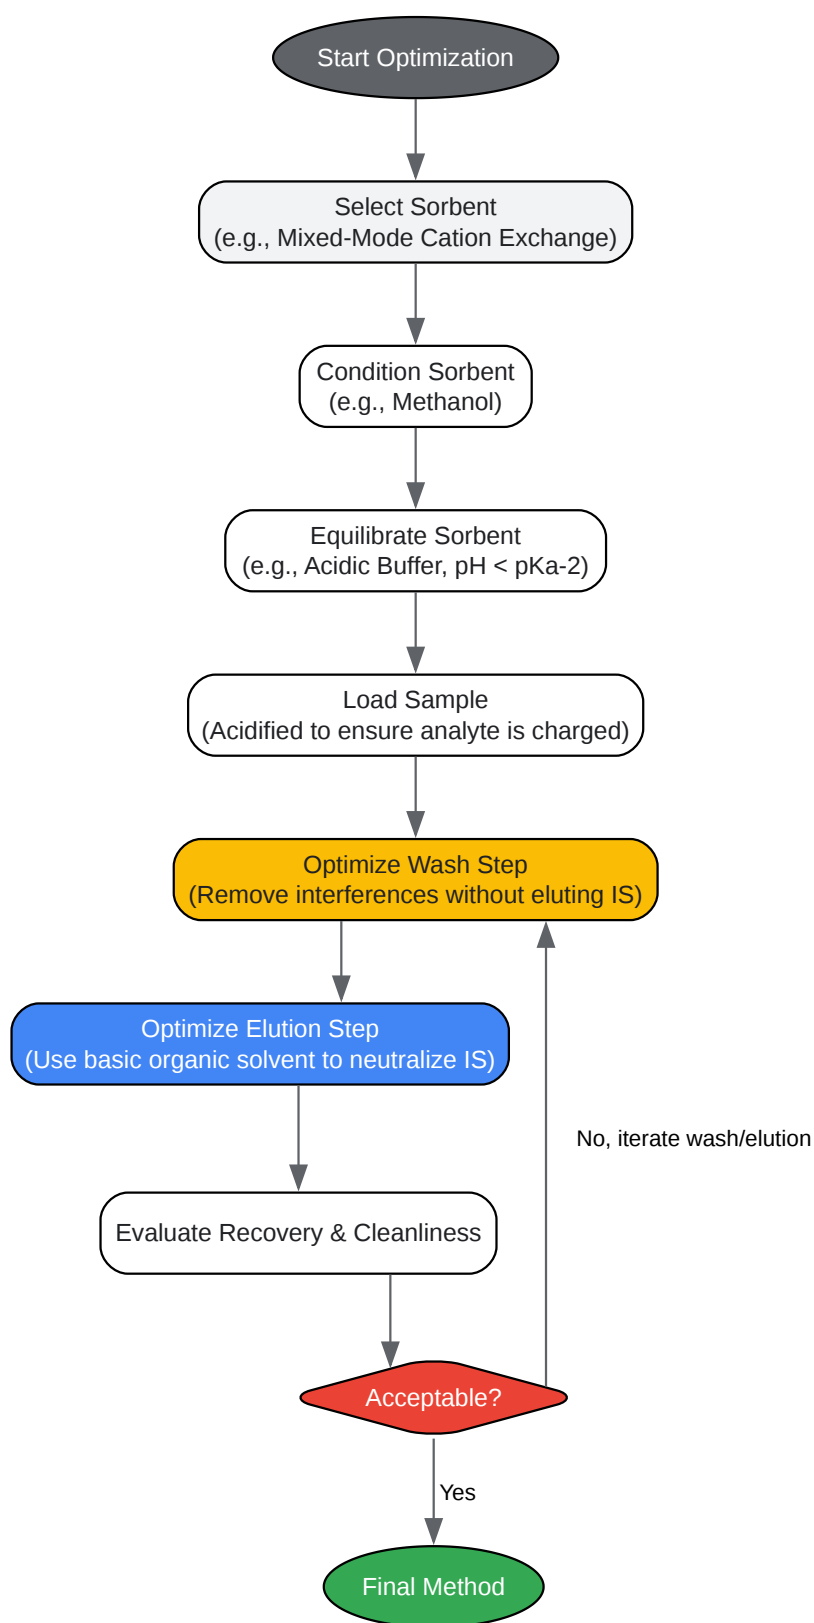 Start Optimization
Select Sorbent
(e.g., Mixed-Mode Cation Exchange)
Condition Sorbent
(e.g., Methanol)
Equilibrate Sorbent
(e.g., Acidic Buffer, pH < pKa-2)
Load Sample
(Acidified to ensure analyte is charged)
Optimize Wash Step
(Remove interferences without eluting IS)
Optimize Elution Step
(Use basic organic solvent to neutralize IS)
No, iterate wash/elution
Evaluate Recovery & Cleanliness
Acceptable?
Yes
Final Method